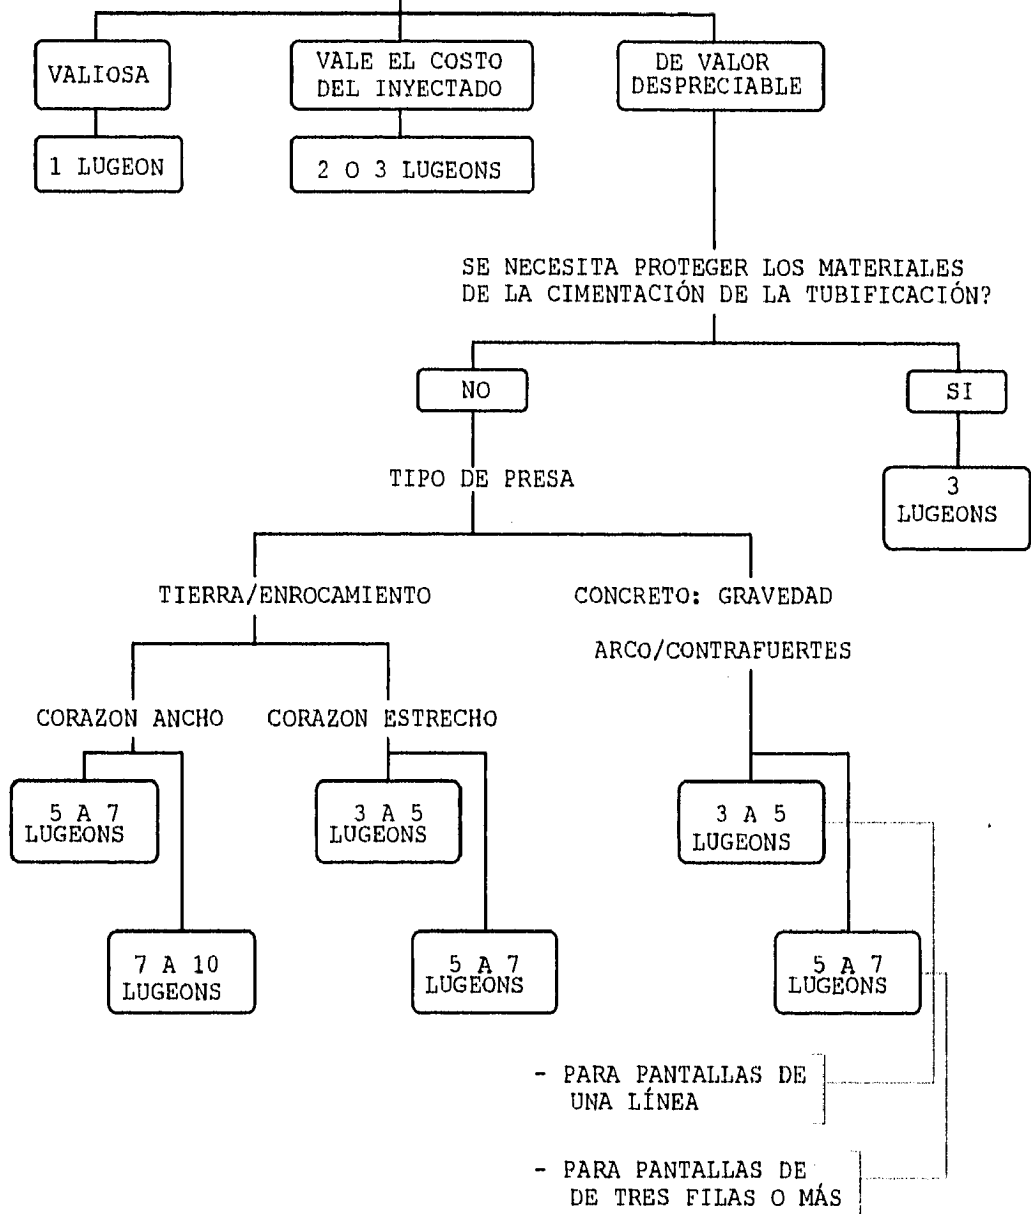 VALIOSA
VALE EL COSTO
DEL INYECTADO
DE VALOR
DESPRECIABLE
1 LUGEON
2 O 3 LUGEONS
SE NECESITA PROTEGER LOS MATERIALES
DE LA CIMENTACIÓN DE LA TUBIFICACIÓN?
NO
SI
TIPO DE PRESA
3
LUGEONS
TIERRA/ENROCAMIENTO
CONCRETO: GRAVEDAD
ARCO/CONTRAFUERTES
CORAZON ANCHO
CORAZON ESTRECHO
5 A 7
LUGEONS
3 A 5
LUGEONS
3 A 5
LUGEONS
7 A 10
LUGEONS
5 A 7
LUGEONS
5 A 7
LUGEONS
- PARA PANTALLAS DE
UNA LÍNEA
- PARA PANTALLAS DE
DE TRES FILAS O MÁS